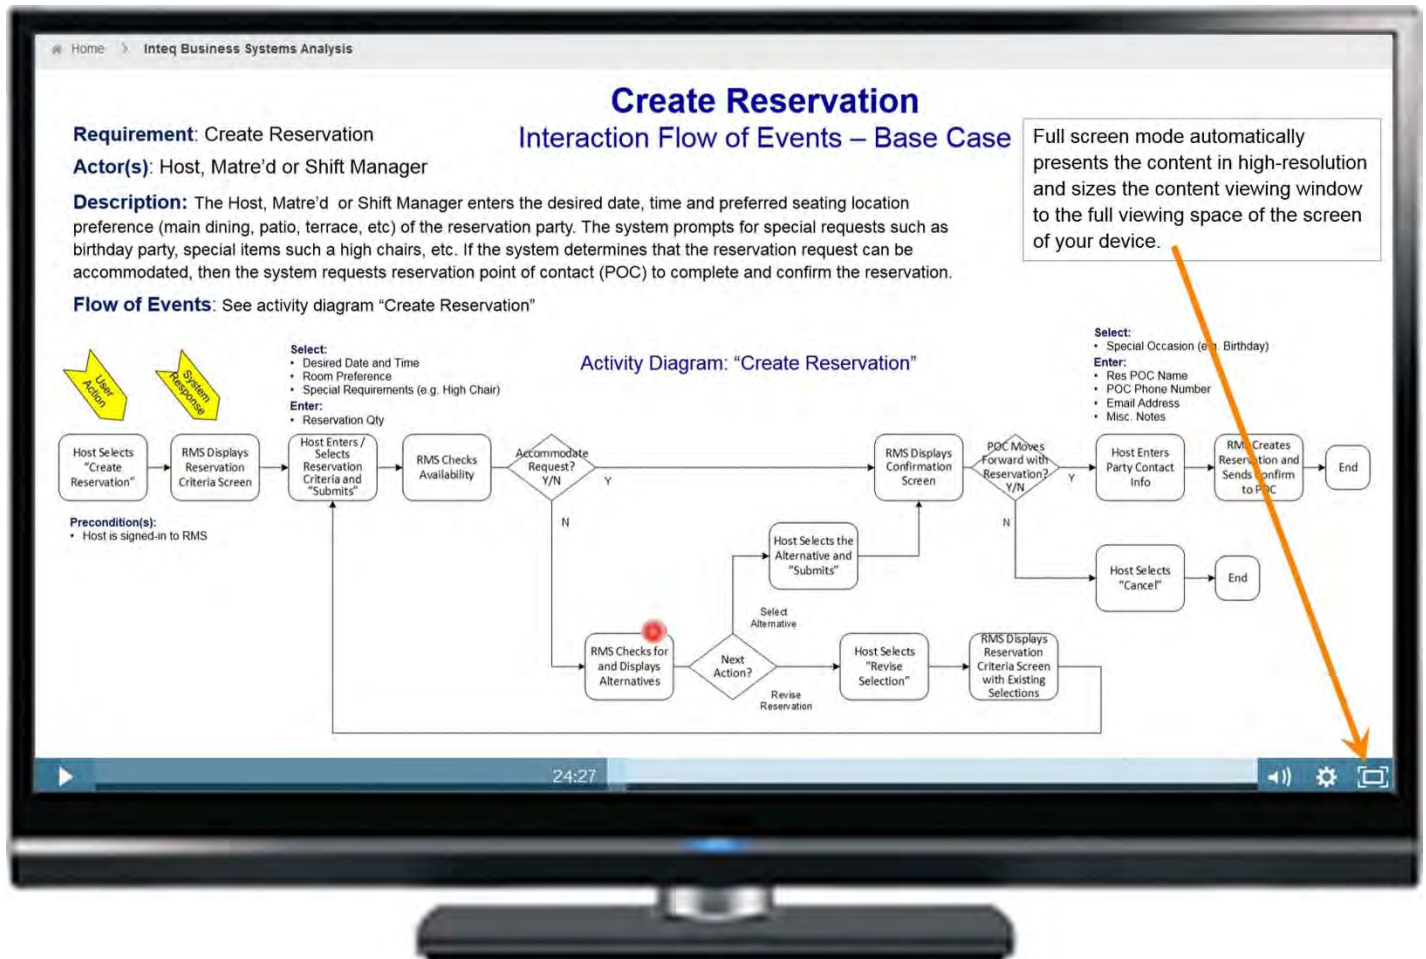 Home > Inteq Business Systems Analysis
Create Reservation
Interaction Flow of Events – Base Case
Requirement: Create Reservation
Actor(s): Host, Matre'd or Shift Manager
Description: The Host, Matre'd or Shift Manager enters the desired date, time and preferred seating location
preference (main dining, patio, terrace, etc) of the reservation party. The system prompts for special requests such as
birthday party, special items such a high chairs, etc. If the system determines that the reservation request can be
accommodated, then the system requests reservation point of contact (POC) to complete and confirm the reservation.
Flow of Events: See activity diagram “Create Reservation”
Full screen mode automatically
presents the content in high-resolution
and sizes the content viewing window
to the full viewing space of the screen
of your device.
Activity Diagram: “Create Reservation”
User
Action
System
Response
Select:
• Desired Date and Time
• Room Preference
• Special Requirements (e.g. High Chair)
Enter:
• Reservation Qty
Select:
• Special Occasion (e.g. Birthday)
Enter:
• Res POC Name
• POC Phone Number
• Email Address
• Misc. Notes
Host Selects
“Create
Reservation”
RMS Displays
Reservation
Criteria Screen
Host Enters /
Selects
Reservation
Criteria and
“Submits”
RMS Checks
Availability
Accommodate
Request?
Y/N
Y
N
RMS Displays
Confirmation
Screen
POC Moves
Forward with
Reservation?
Y/N
Y
N
Host Enters
Party Contact
Info
RMS Creates
Reservation and
Sends Confirm
to POC
End
Precondition(s):
• Host is signed-in to RMS
Host Selects the
Alternative and
“Submits”
Host Selects
“Cancel”
End
Select
Alternative
RMS Checks for
and Displays
Alternatives
Next
Action?
Revise
Reservation
Host Selects
“Revise
Selection”
RMS Displays
Reservation
Criteria Screen
with Existing
Selections
24:27